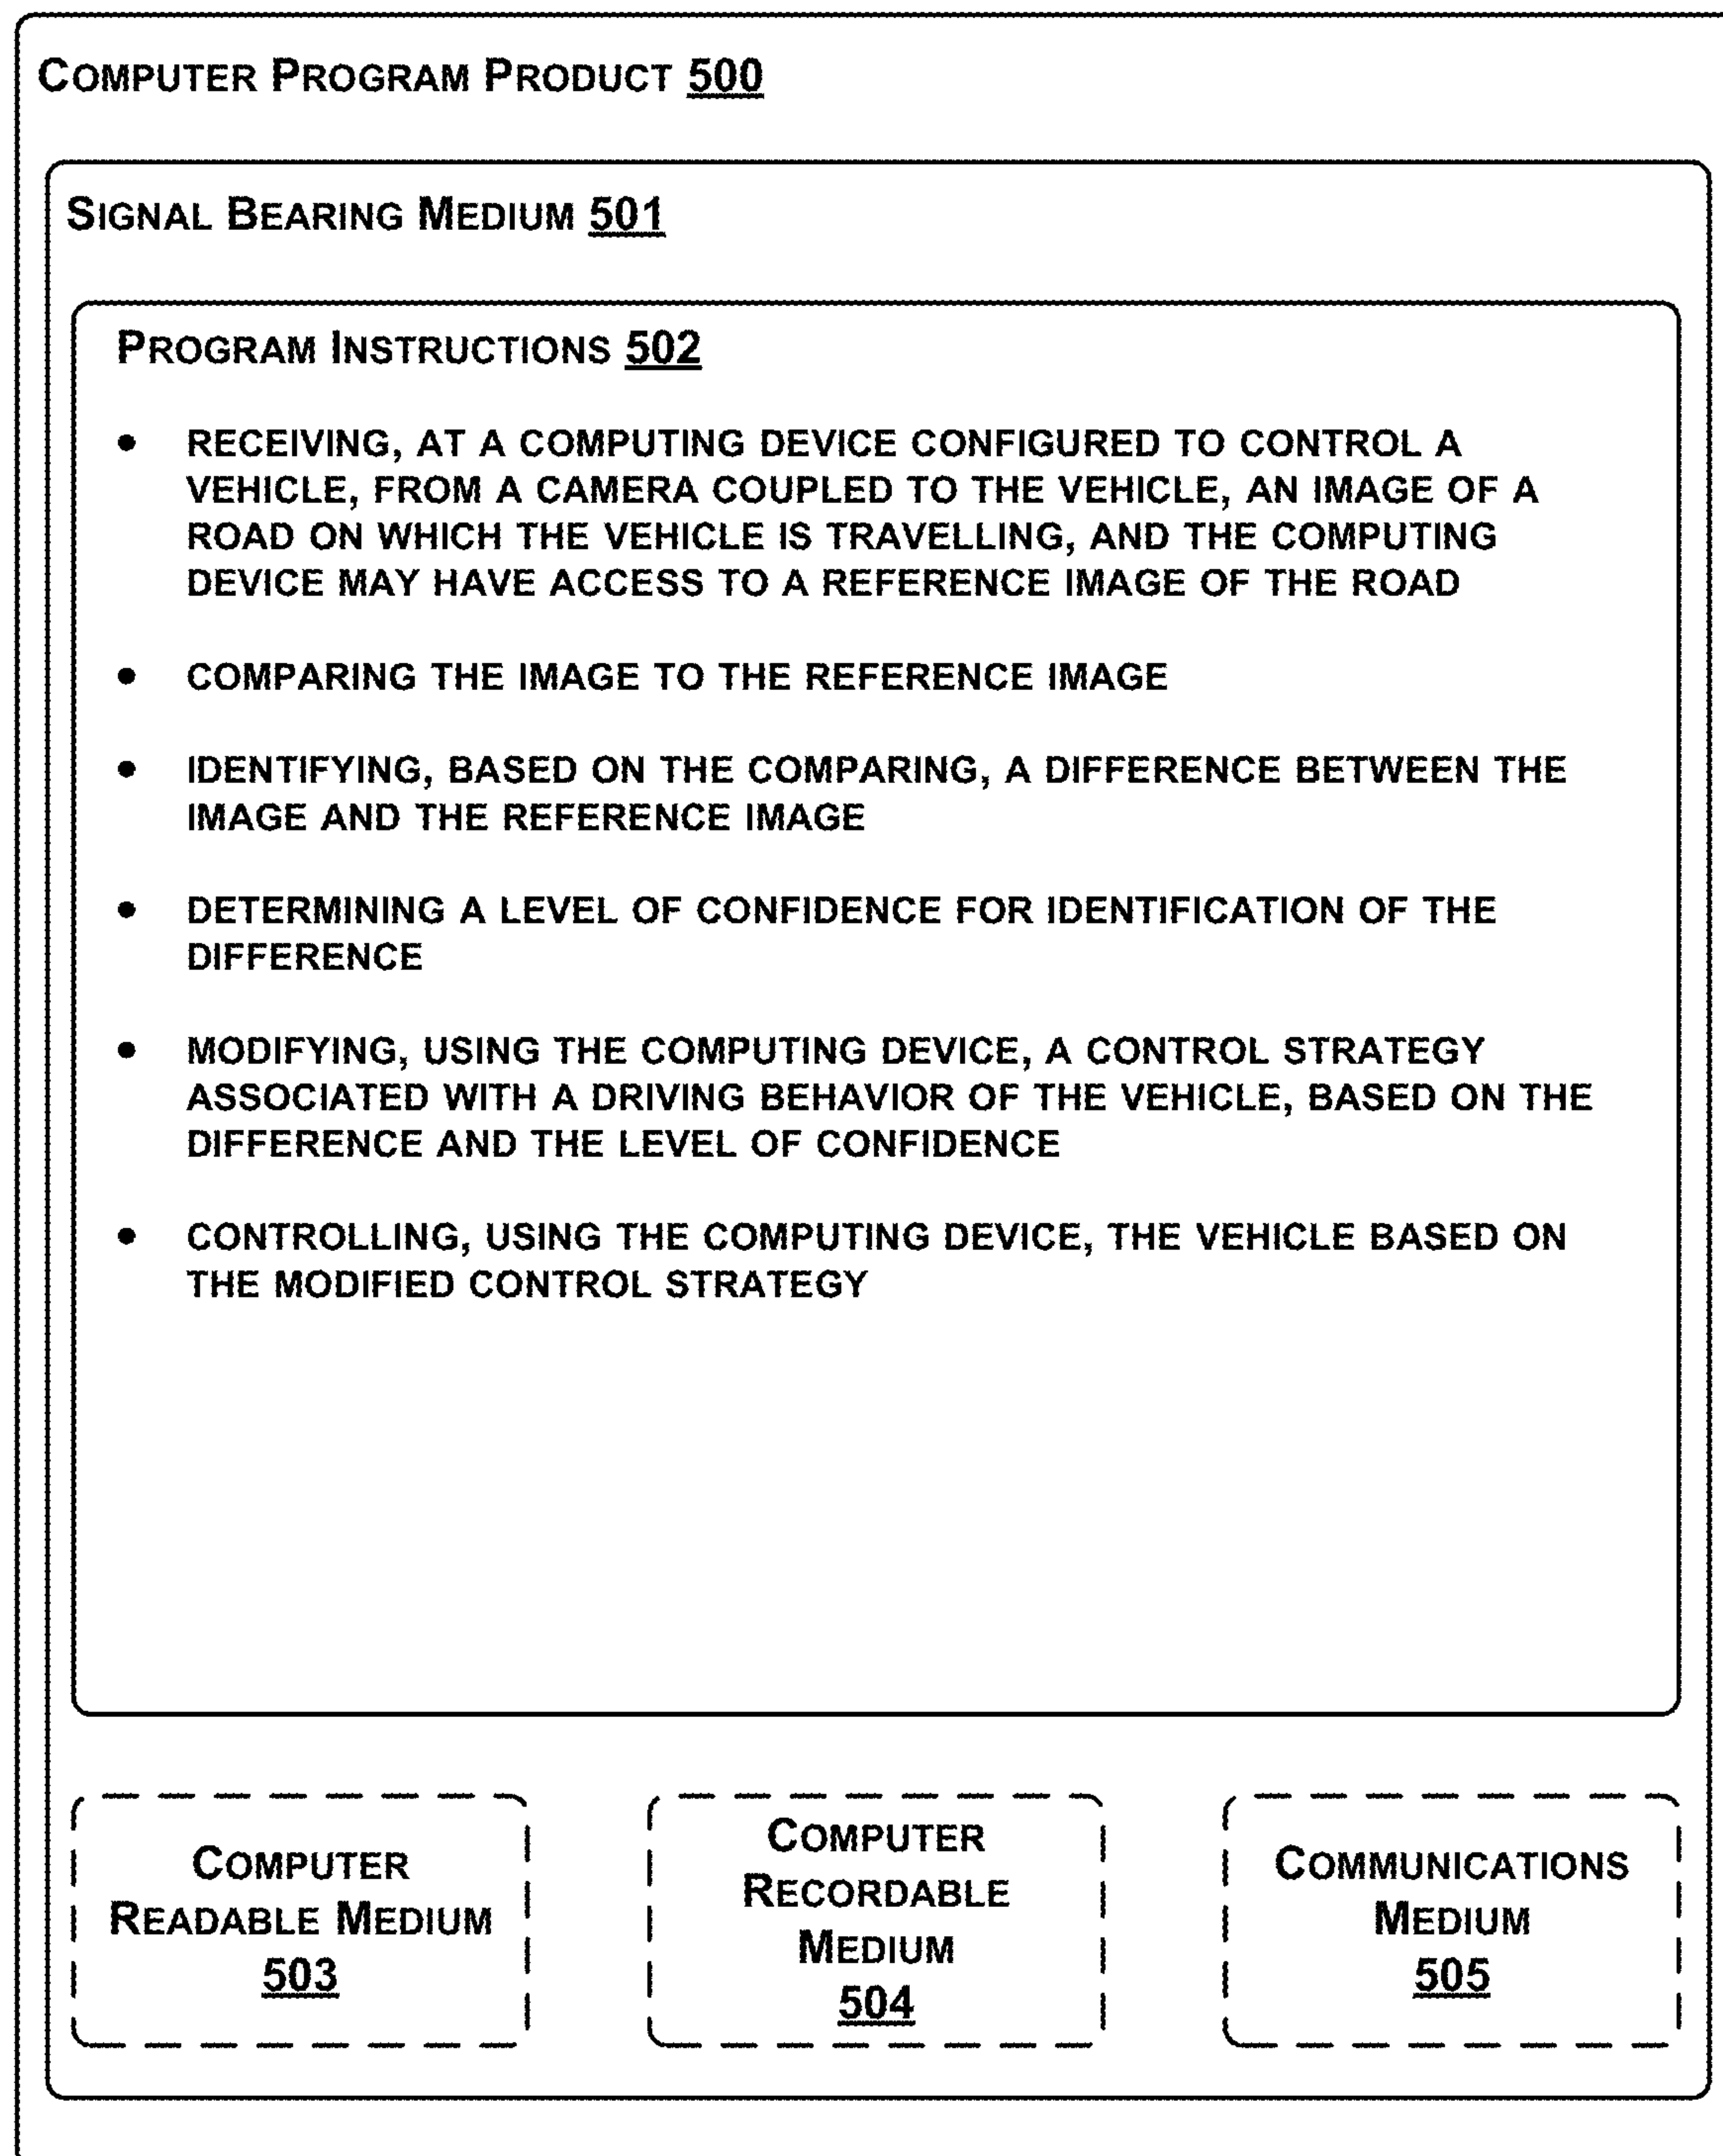 COMPUTER PROGRAM PRODUCT 500
SIGNAL BEARING MEDIUM 501
PROGRAM INSTRUCTIONS 502
• RECEIVING, AT A COMPUTING DEVICE CONFIGURED TO CONTROL A
VEHICLE, FROM A CAMERA COUPLED TO THE VEHICLE, AN IMAGE OF A
ROAD ON WHICH THE VEHICLE IS TRAVELLING, AND THE COMPUTING
DEVICE MAY HAVE ACCESS TO A REFERENCE IMAGE OF THE ROAD
• COMPARING THE IMAGE TO THE REFERENCE IMAGE
• IDENTIFYING, BASED ON THE COMPARING, A DIFFERENCE BETWEEN THE
IMAGE AND THE REFERENCE IMAGE
• DETERMINING A LEVEL OF CONFIDENCE FOR IDENTIFICATION OF THE
DIFFERENCE
• MODIFYING, USING THE COMPUTING DEVICE, A CONTROL STRATEGY
ASSOCIATED WITH A DRIVING BEHAVIOR OF THE VEHICLE, BASED ON THE
DIFFERENCE AND THE LEVEL OF CONFIDENCE
• CONTROLLING, USING THE COMPUTING DEVICE, THE VEHICLE BASED ON
THE MODIFIED CONTROL STRATEGY
COMPUTER
READABLE MEDIUM
503
COMPUTER
RECORDABLE
MEDIUM
504
COMMUNICATIONS
MEDIUM
505